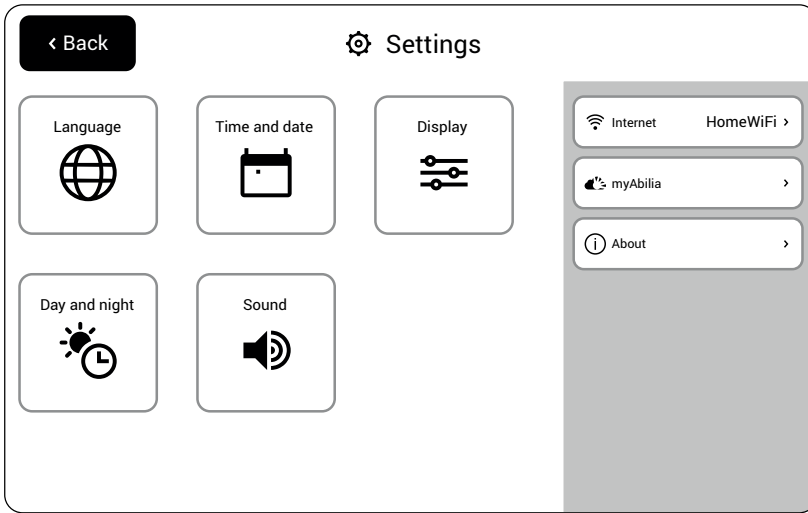 Back
Settings
Language
Time and date
Display
Day and night
Sound
Internet HomeWiFi
myAbilia
About